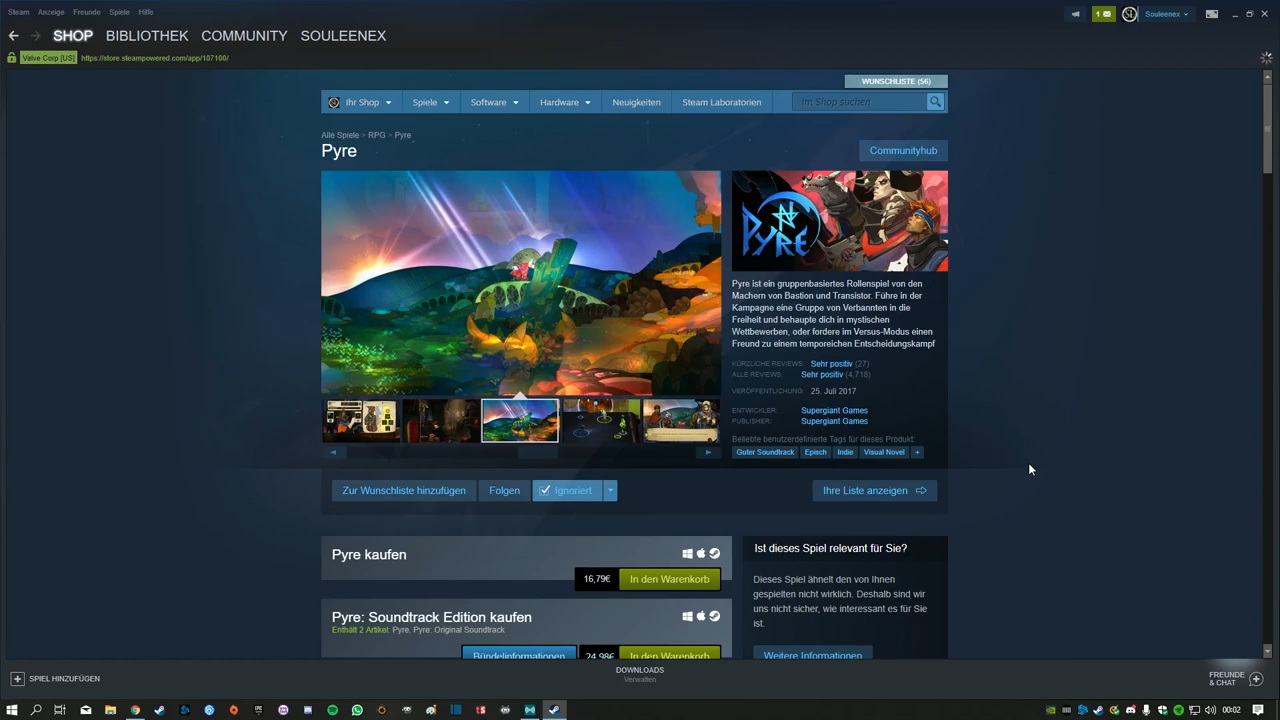 Steam Anzeige Freunde Spiele Hilfe
1 Souleenex
SHOP BIBLIOTHEK COMMUNITY SOULEENEX
Valve Corp [US] https://store.steampowered.com/app/107100/
WUNSCHLISTE (56)
Ihr Shop Spiele Software Hardware Neuigkeiten Steam Laboratorien Im Shop suchen
Alle Spiele > RPG > Pyre
Pyre
Communityhub
PYRE
Pyre ist ein gruppenbasiertes Rollenspiel von den
Machern von Bastion und Transistor. Führe in der
Kampagne eine Gruppe von Verbannten in die
Freiheit und behaupte dich in mystischen
Wettbewerben, oder fordere im Versus-Modus einen
Freund zu einem temporeichen Entscheidungskampf
KÜRZLICHE REVIEWS: Sehr positiv (27)
ALLE REVIEWS: Sehr positiv (4,718)
VERÖFFENTLICHUNG: 25. Juli 2017
ENTWICKLER: Supergiant Games
PUBLISHER: Supergiant Games
Beliebte benutzerdefinierte Tags für dieses Produkt:
Guter Soundtrack Episch Indie Visual Novel +
Zur Wunschliste hinzufügen Folgen Ignoriert Ihre Liste anzeigen
Pyre kaufen
16,79€ In den Warenkorb
Pyre: Soundtrack Edition kaufen
Enthält 2 Artikel: Pyre, Pyre: Original Soundtrack
Bündelinformationen 24,98€ In den Warenkorb
Ist dieses Spiel relevant für Sie?
Dieses Spiel ähnelt den von Ihnen
gespielten nicht wirklich. Deshalb sind wir
uns nicht sicher, wie interessant es für Sie
ist.
Weitere Informationen
SPIEL HINZUFÜGEN
DOWNLOADS
Verwalten
FREUNDE
& CHAT
00:02